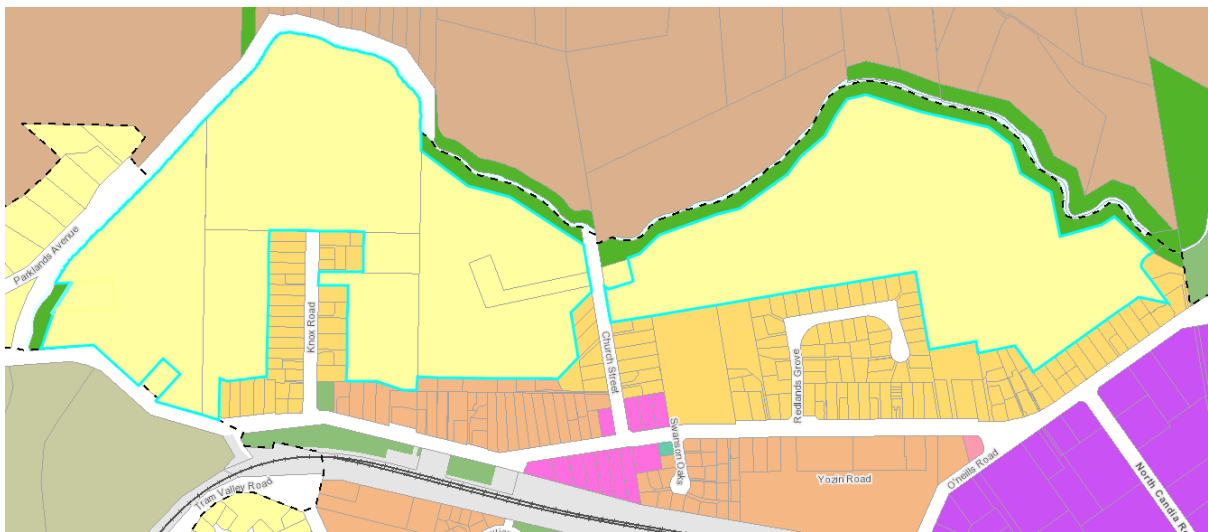 Parklands Avenue
Knox Road
Church Street
Redlands Grove
Swanson Oaks
O'neills Road
Yozin Road
North Candia R
Tram Valley Road